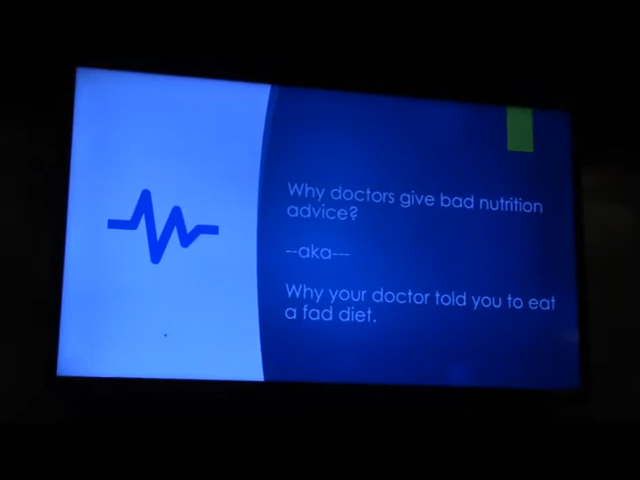 Why doctors give bad nutrition
advice?
--aka---
Why your doctor told you to eat
a fad diet.